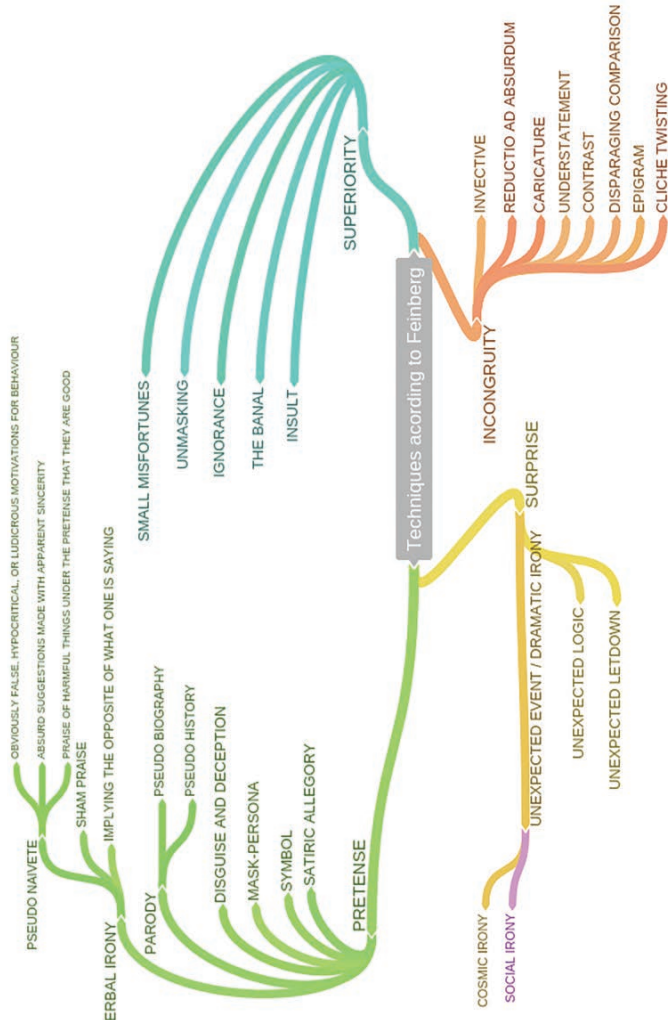 Techniques acording to Feinberg
SUPERIORITY
SMALL MISFORTUNES
UNMASKING
IGNORANCE
THE BANAL
INSULT
INCONGRUITY
INVECTIVE
REDUCTIO AD ABSURDUM
CARICATURE
UNDERSTATEMENT
CONTRAST
DISPARAGING COMPARISON
EPIGRAM
CLICHE TWISTING
SURPRISE
UNEXPECTED EVENT / DRAMATIC IRONY
COSMIC IRONY
SOCIAL IRONY
UNEXPECTED LOGIC
UNEXPECTED LETDOWN
PRETENSE
ERBAL IRONY
PSEUDO NAIVETE
OBVIOUSLY FALSE, HYPOCRITICAL, OR LUDICROUS MOTIVATIONS FOR BEHAVIOUR
ABSURD SUGGESTIONS MADE WITH APPARENT SINCERITY
PRAISE OF HARMFUL THINGS UNDER THE PRETENSE THAT THEY ARE GOOD
SHAM PRAISE
IMPLYING THE OPPOSITE OF WHAT ONE IS SAYING
PARODY
PSEUDO BIOGRAPHY
PSEUDO HISTORY
DISGUISE AND DECEPTION
MASK-PERSONA
SYMBOL
SATIRIC ALLEGORY